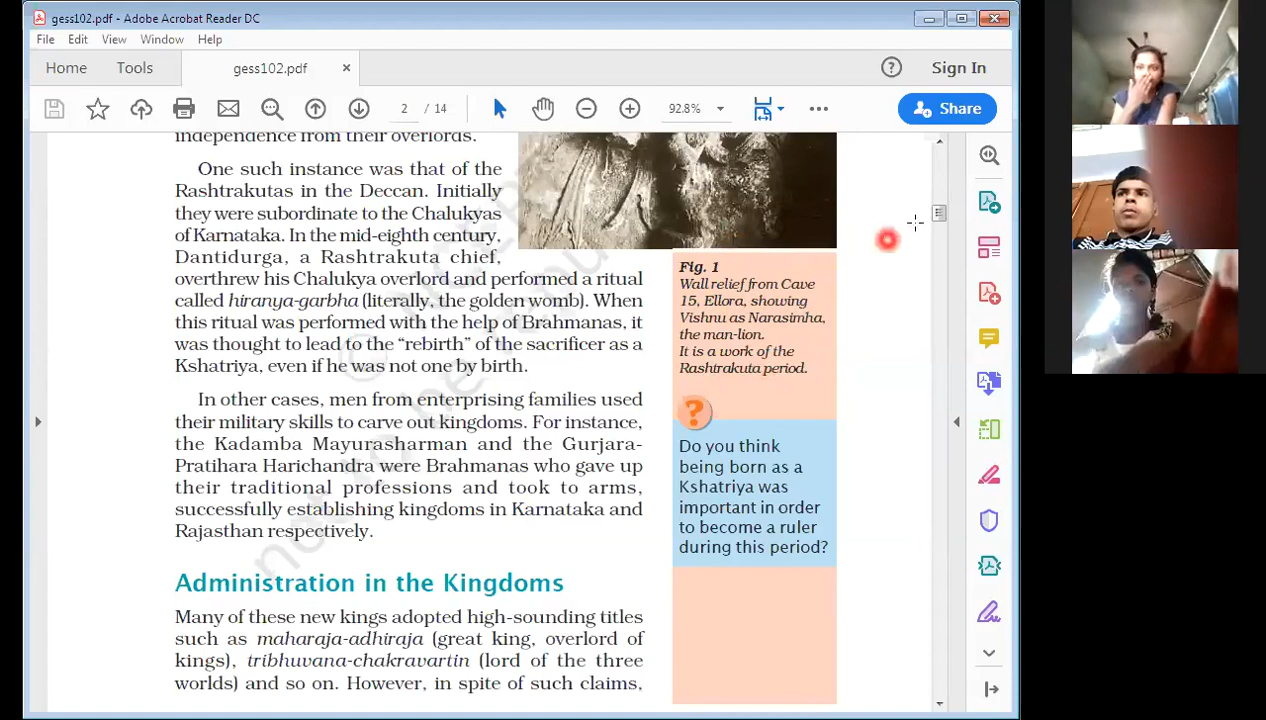 gess102.pdf - Adobe Acrobat Reader DC
File Edit View Window Help
Home Tools gess102.pdf × ? Sign In
2 / 14 92.8% Share
independence from their overlords.
One such instance was that of the
Rashtrakutas in the Deccan. Initially
they were subordinate to the Chalukyas
of Karnataka. In the mid-eighth century,
Dantidurga, a Rashtrakuta chief,
overthrew his Chalukya overlord and performed a ritual
called hiranya-garbha (literally, the golden womb). When
this ritual was performed with the help of Brahmanas, it
was thought to lead to the “rebirth” of the sacrificer as a
Kshatriya, even if he was not one by birth.
In other cases, men from enterprising families used
their military skills to carve out kingdoms. For instance,
the Kadamba Mayurasharman and the Gurjara-
Pratihara Harichandra were Brahmanas who gave up
their traditional professions and took to arms,
successfully establishing kingdoms in Karnataka and
Rajasthan respectively.
Administration in the Kingdoms
Many of these new kings adopted high-sounding titles
such as maharaja-adhiraja (great king, overlord of
kings), tribhuvana-chakravartin (lord of the three
worlds) and so on. However, in spite of such claims,
Fig. 1
Wall relief from Cave
15, Ellora, showing
Vishnu as Narasimha,
the man-lion.
It is a work of the
Rashtrakuta period.
?
Do you think
being born as a
Kshatriya was
important in order
to become a ruler
during this period?